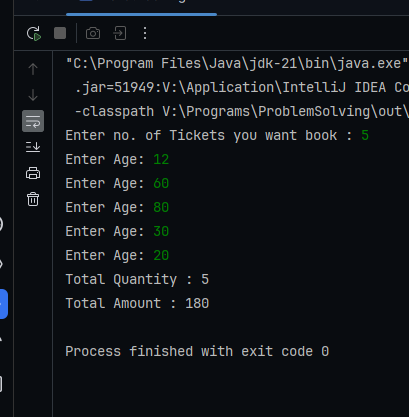 "C:\Program Files\Java\jdk-21\bin\java.exe"
.jar=51949:V:\Application\IntelliJ IDEA Co
-classpath V:\Programs\ProblemSolving\out\
Enter no. of Tickets you want book : 5
Enter Age: 12
Enter Age: 60
Enter Age: 80
Enter Age: 30
Enter Age: 20
Total Quantity : 5
Total Amount : 180
Process finished with exit code 0